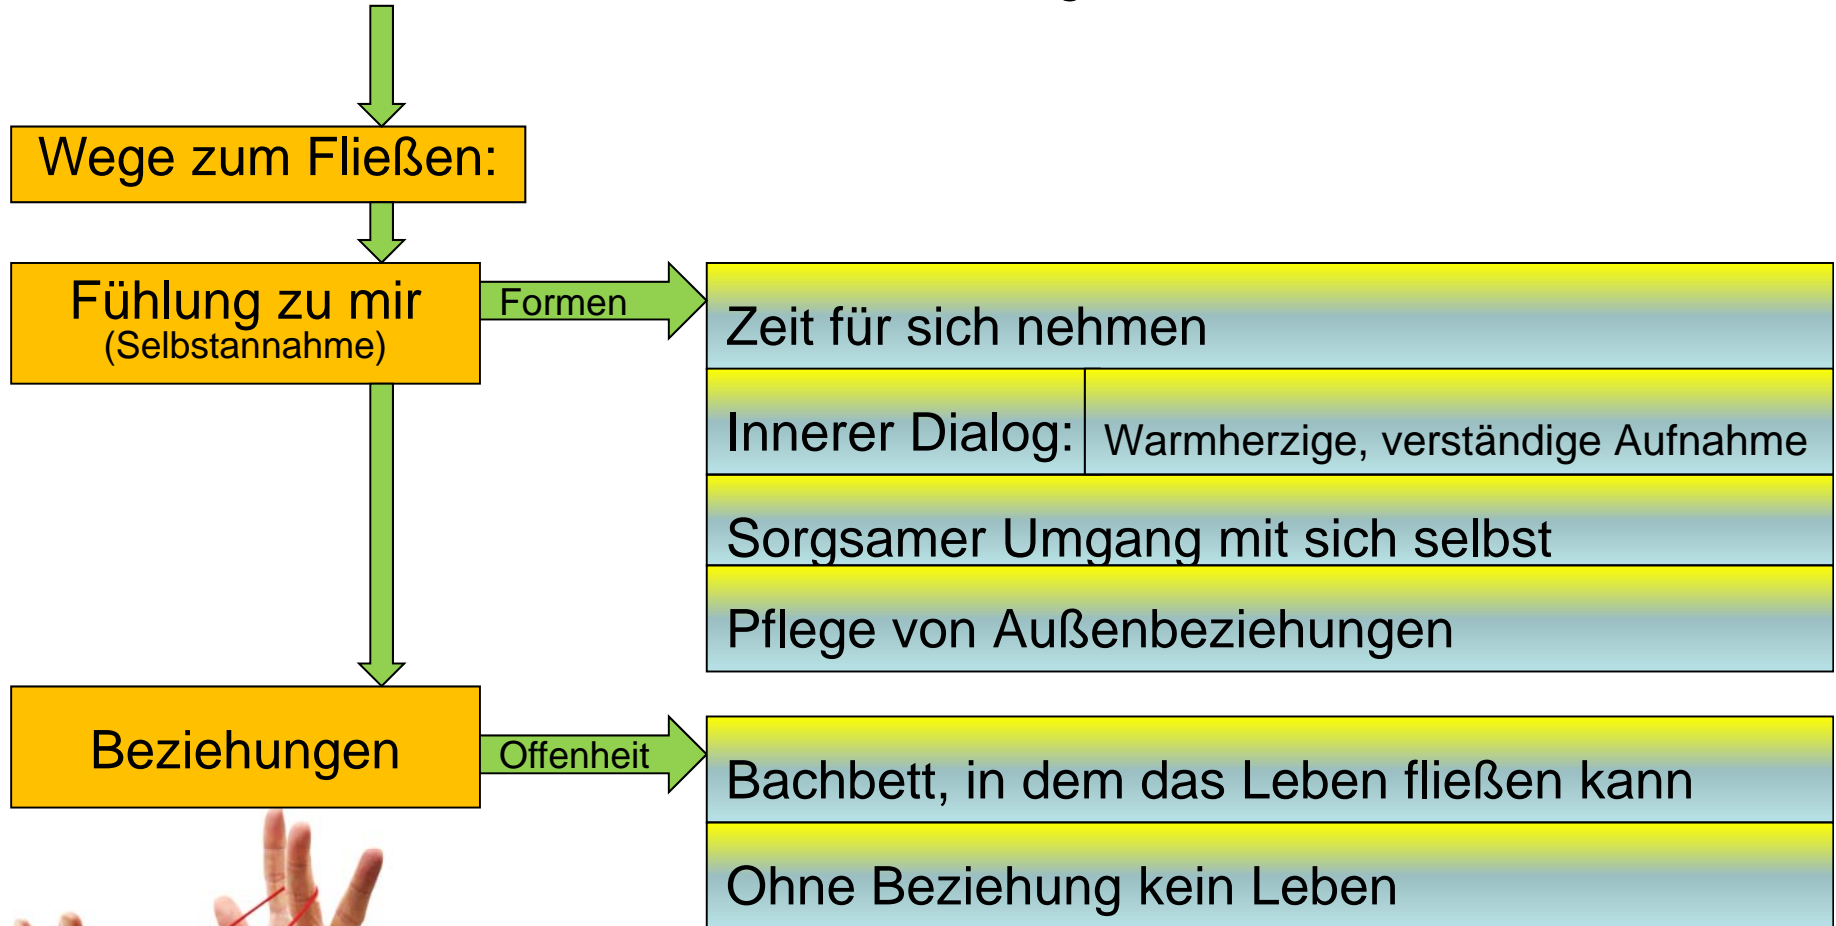 Wege zum Fließen:
Fühlung zu mir
(Selbstannahme)
Formen
Zeit für sich nehmen
Innerer Dialog:
Warmherzige, verständige Aufnahme
Sorgsamer Umgang mit sich selbst
Pflege von Außenbeziehungen
Beziehungen
Offenheit
Bachbett, in dem das Leben fließen kann
Ohne Beziehung kein Leben